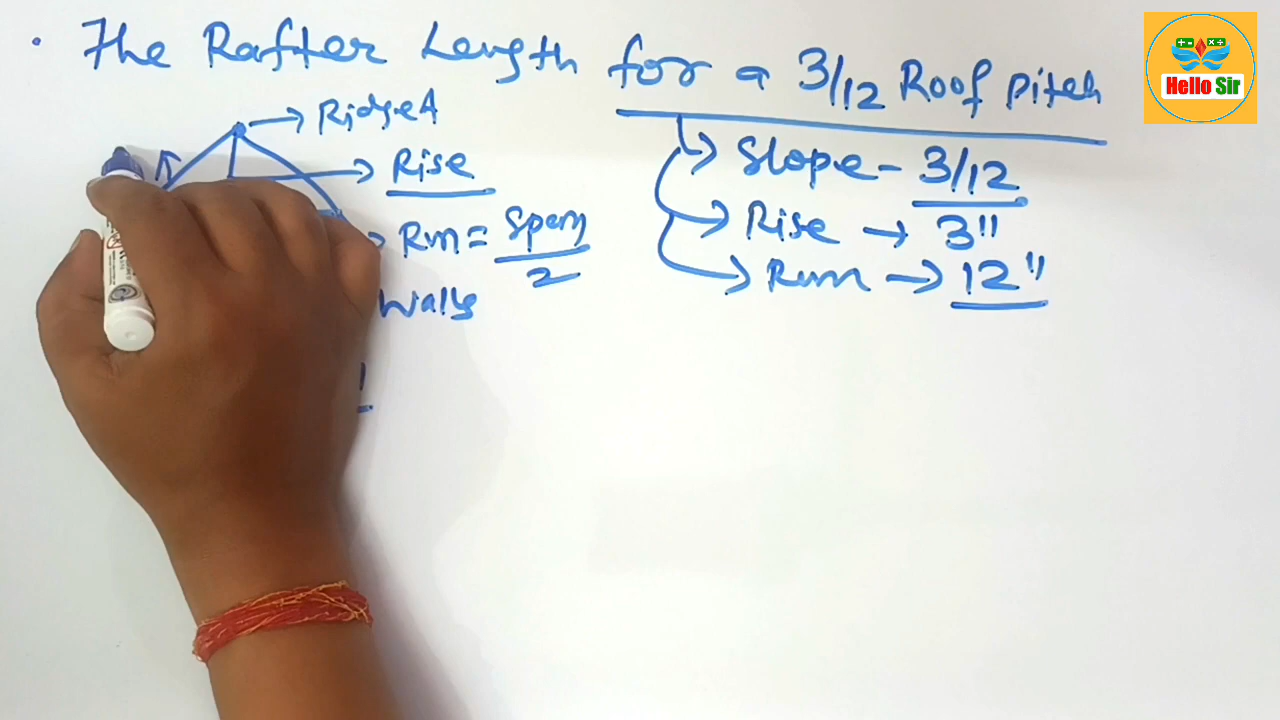 The Rafter Length for a 3/12 Roof pitch
Ridge A
Rise
Run = Span/2
Walls
Slope - 3/12
Rise → 3"
Run → 12"
Hello Sir